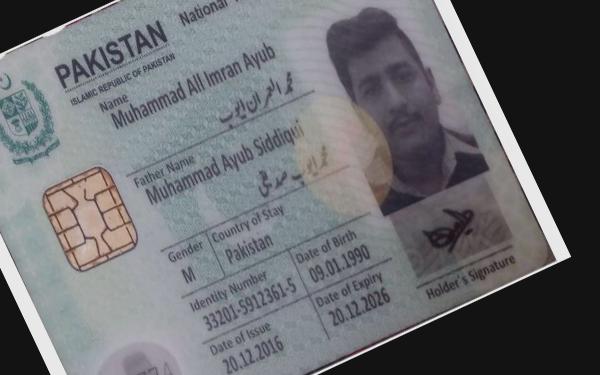 National
PAKISTAN
ISLAMIC REPUBLIC OF PAKISTAN
Name
Muhammad Ali Imran Ayub
محمد علی عمران ایوب
Father Name
Muhammad Ayub Siddiqui
محمد ایوب صدیقی
Gender
M
Country of Stay
Pakistan
Identity Number
33201-5912361-5
Date of Birth
09.01.1990
Date of Issue
20.12.2016
Date of Expiry
20.12.2026
Holder's Signature